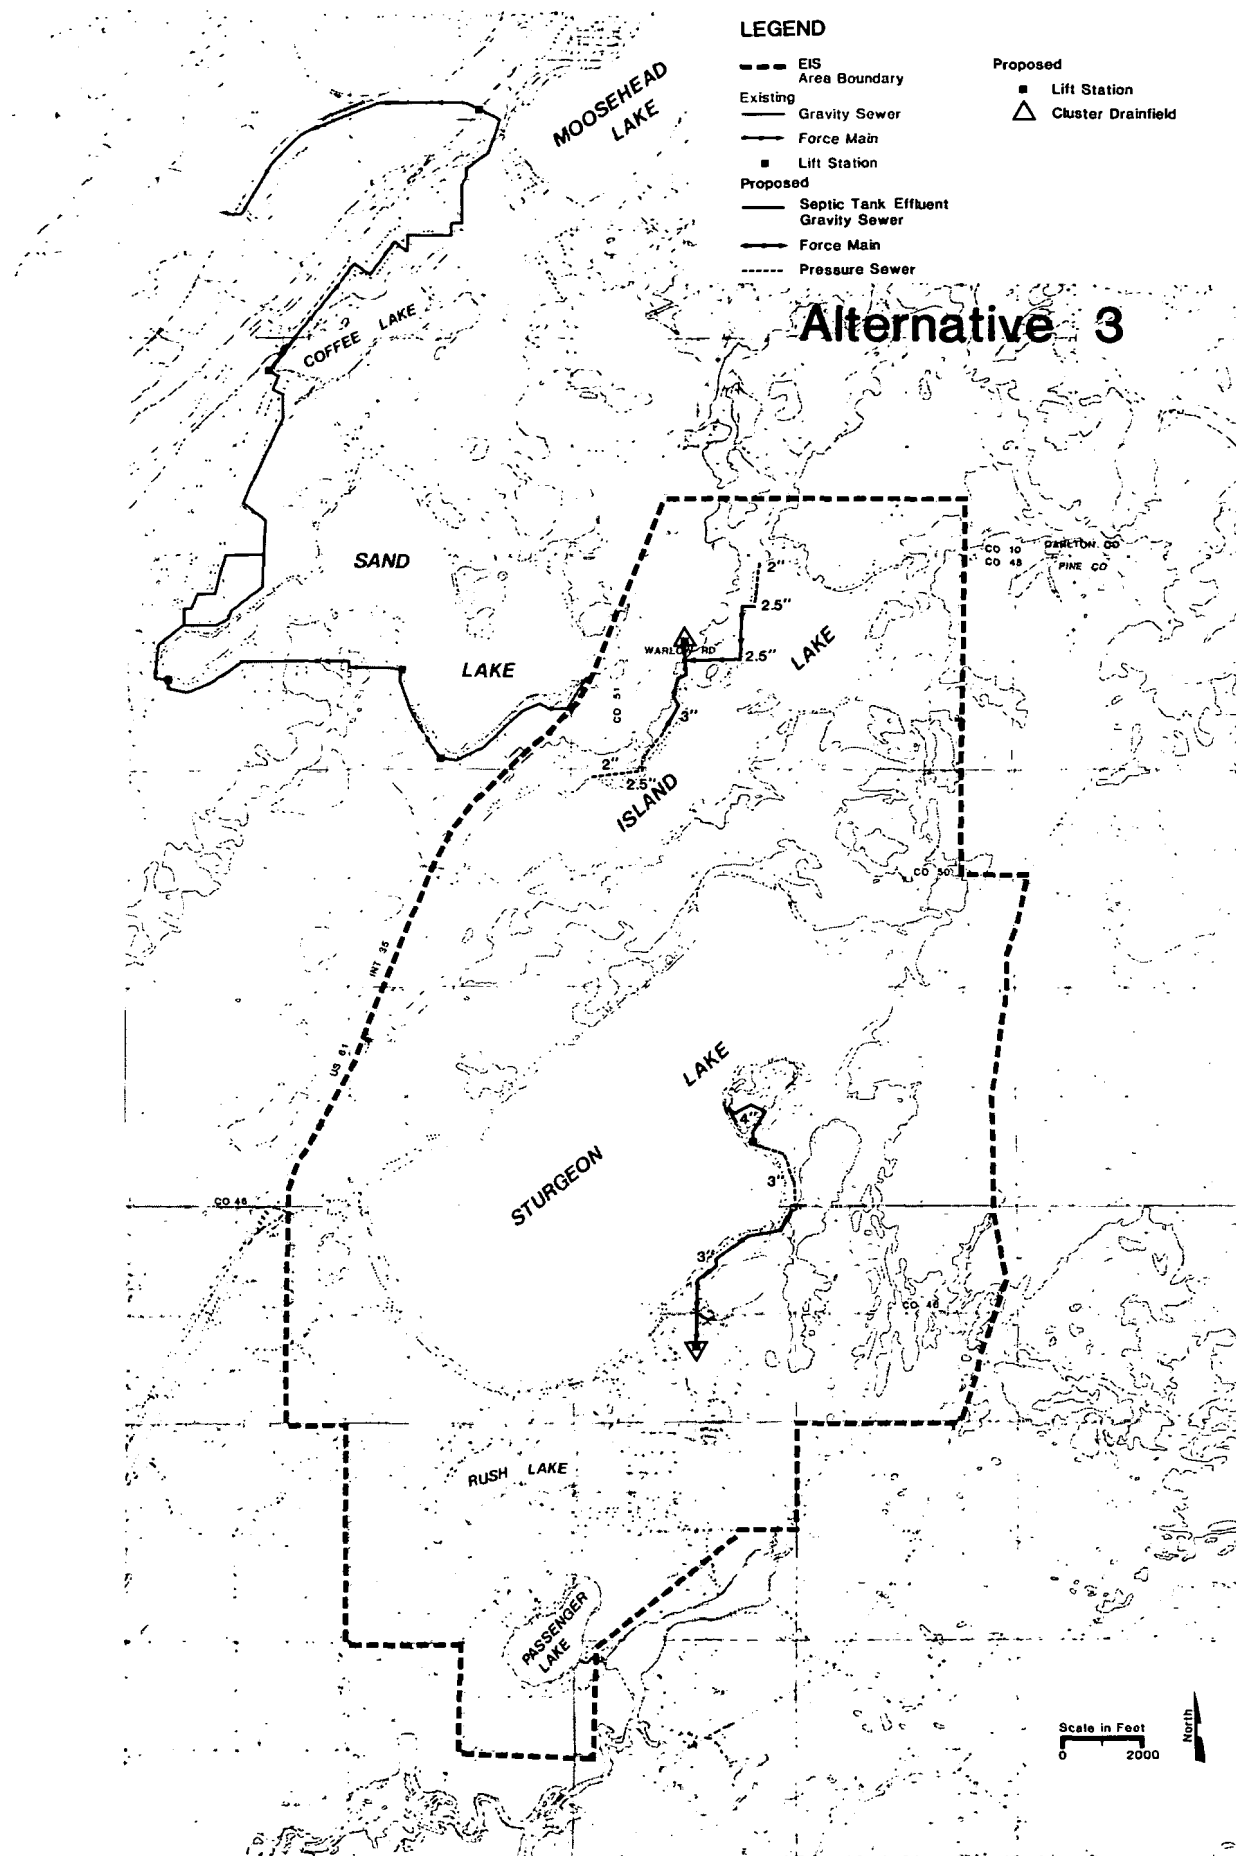 LEGEND
EIS
Area Boundary
Existing
Gravity Sewer
Force Main
Lift Station
Proposed
Septic Tank Effluent
Gravity Sewer
Force Main
Pressure Sewer
Proposed
Lift Station
Cluster Drainfield
Alternative 3
MOOSEHEAD
LAKE
COFFEE LAKE
SAND
LAKE
CO 10
CO 48
CARLTON CO
PINE CO
2"
2.5"
WARLOW RD
2.5"
LAKE
CO 51
3"
2"
2.5"
ISLAND
CO 50
INT 35
US 61
LAKE
4"
STURGEON
3"
CO 46
3"
CO 46
RUSH LAKE
PASSENGER
LAKE
Scale in Feet
0 2000
North